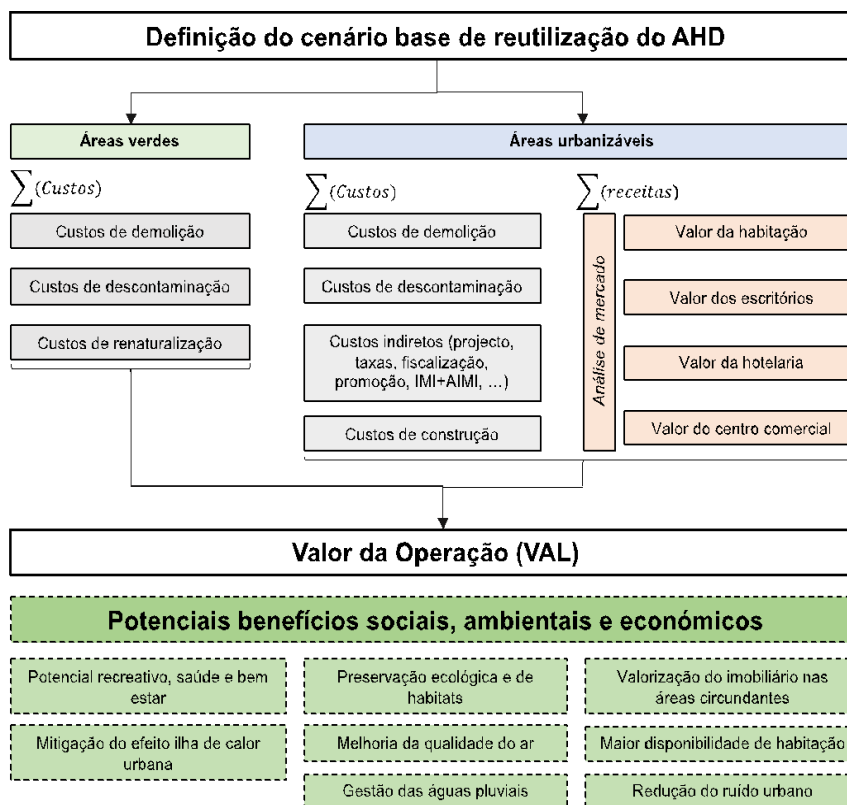 Definição do cenário base de reutilização do AHD
Áreas verdes
∑(Custos)
Custos de demolição
Custos de descontaminação
Custos de renaturalização
Áreas urbanizáveis
∑(Custos)
Custos de demolição
Custos de descontaminação
Custos indiretos (projecto,
taxas, fiscalização,
promoção, IMI+AIMI, …)
Custos de construção
∑(receitas)
Análise de mercado
Valor da habitação
Valor dos escritórios
Valor da hotelaria
Valor do centro comercial
Valor da Operação (VAL)
Potenciais benefícios sociais, ambientais e económicos
Potencial recreativo, saúde e bem
estar
Mitigação do efeito ilha de calor
urbana
Preservação ecológica e de
habitats
Melhoria da qualidade do ar
Gestão das águas pluviais
Valorização do imobiliário nas
áreas circundantes
Maior disponibilidade de habitação
Redução do ruído urbano